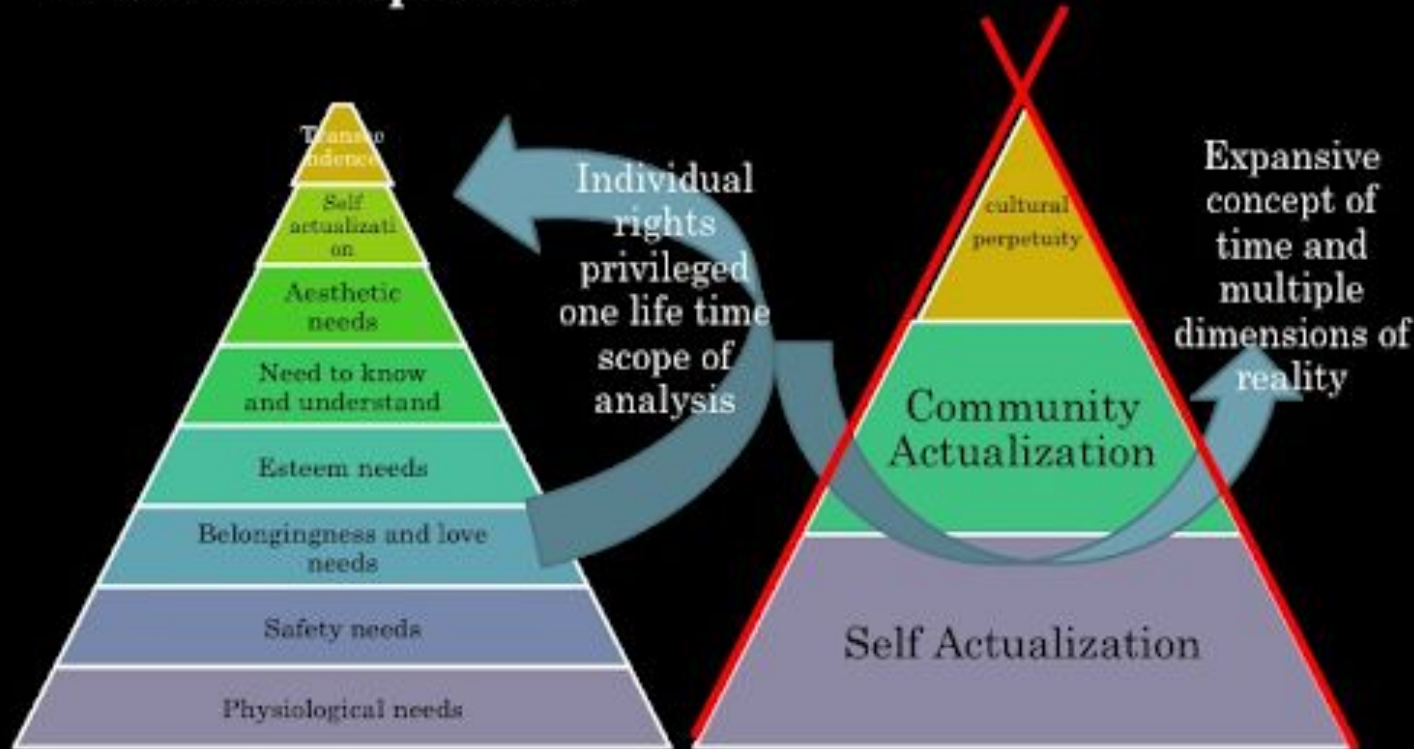 Transc
ndence
Self
actualizati
on
Aesthetic
needs
Need to know
and understand
Esteem needs
Belongingness and love
needs
Safety needs
Physiological needs
Individual
rights
privileged
one life time
scope of
analysis
cultural
perpetuity
Community
Actualization
Self Actualization
Expansive
concept of
time and
multiple
dimensions of
reality